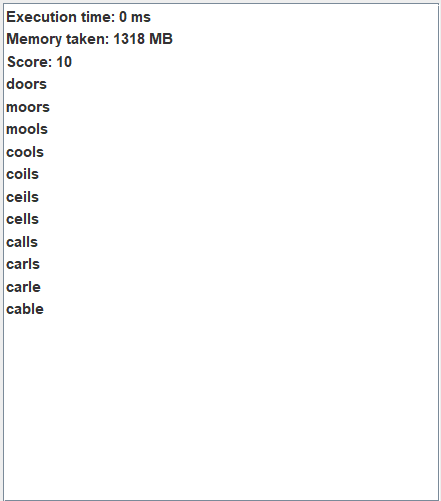 Execution time: 0 ms
Memory taken: 1318 MB
Score: 10
doors
moors
mools
cools
coils
ceils
cells
calls
carls
carle
cable